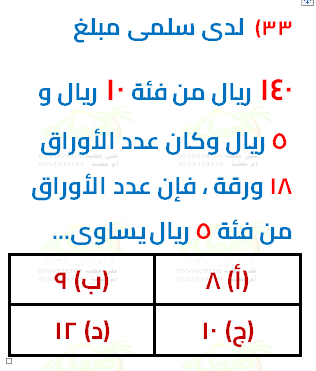 ٣٣) لدى سلمى مبلغ
١٤٠ ريال من فئة ١٠ ريال و
٥ ريال وكان عدد الأوراق
١٨ ورقة ، فإن عدد الأوراق
من فئة ٥ ريال يساوى...
(أ) ٨ (ب) ٩
(ج) ١٠ (د) ١٢